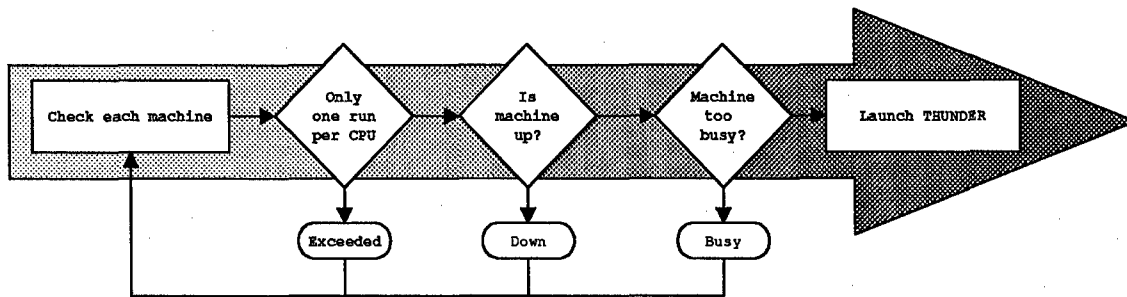 Check each machine
Only
one run
per CPU
Is
machine
up?
Machine
too
busy?
Launch THUNDER
Exceeded
Down
Busy